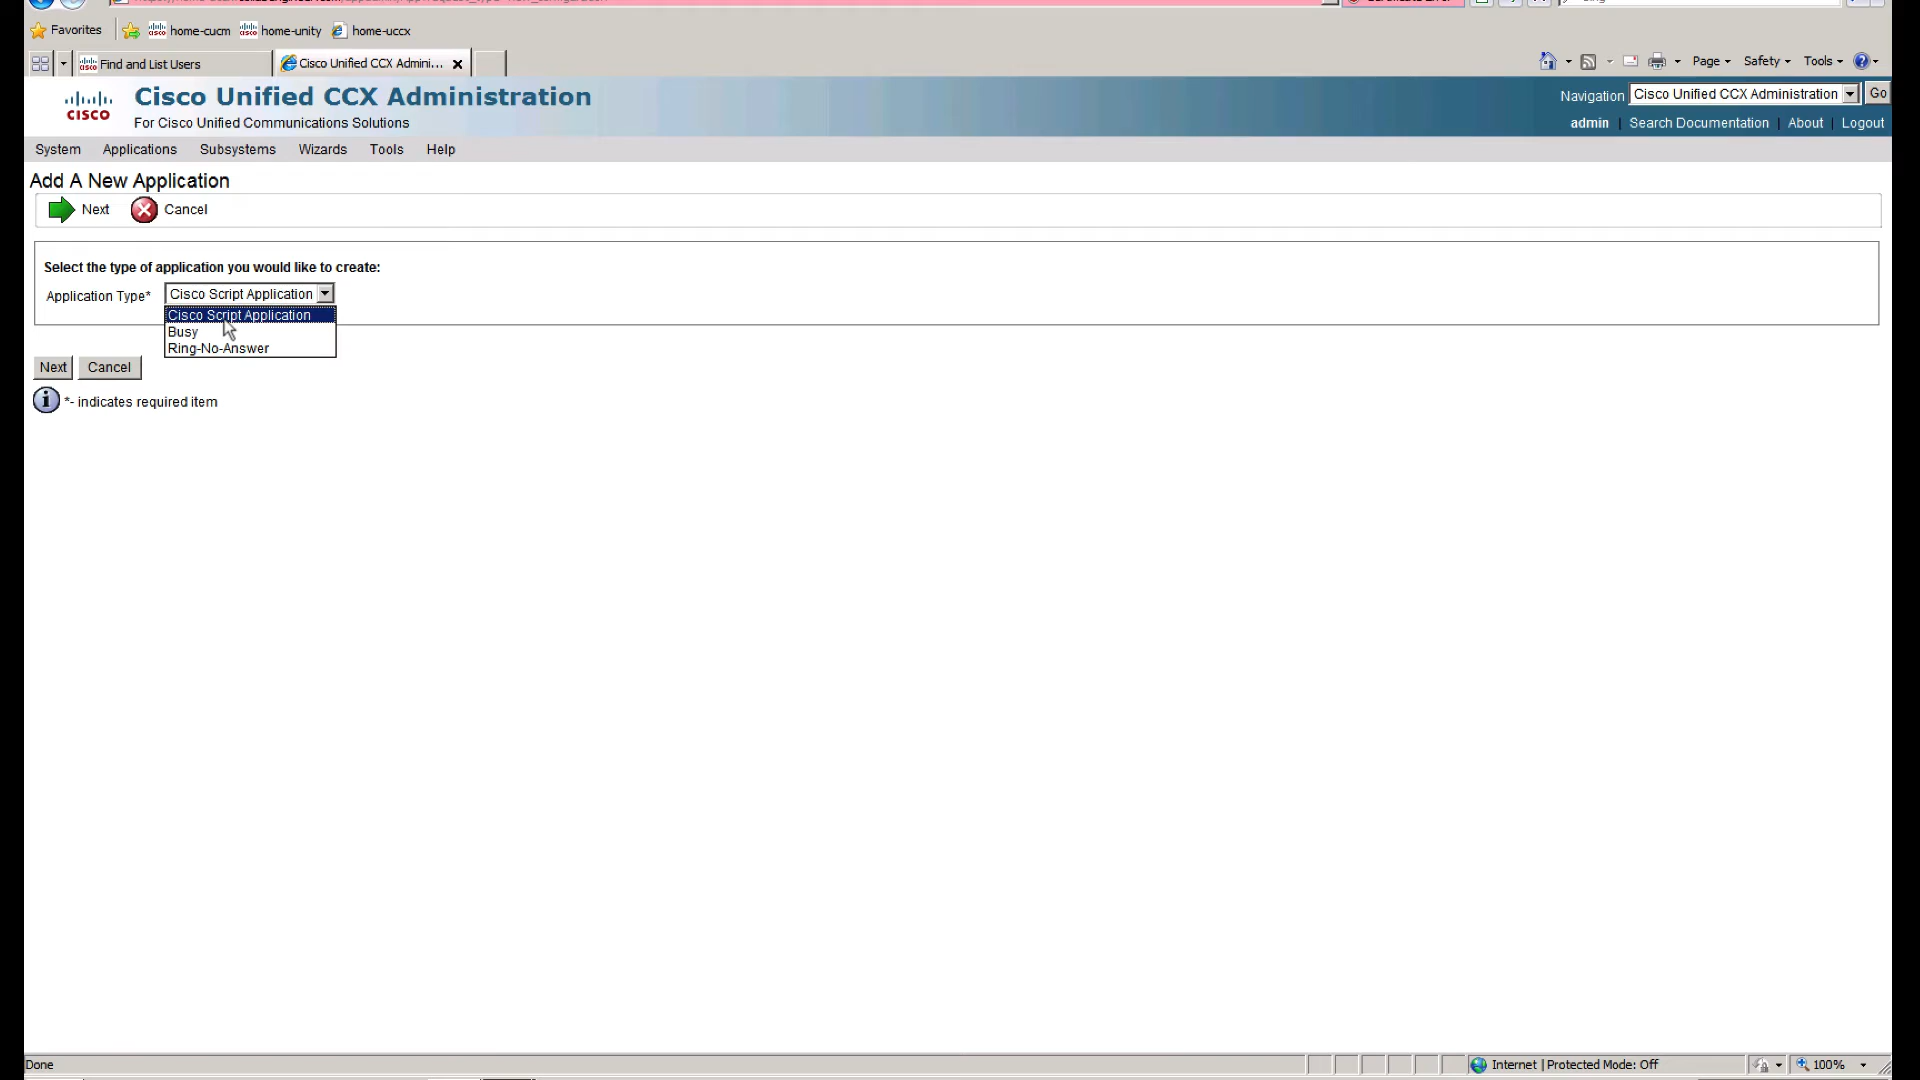 Favorites home-cucm home-unity home-uccx
Find and List Users Cisco Unified CCX Admini...
Page Safety Tools
Cisco Unified CCX Administration
CISCO
For Cisco Unified Communications Solutions
Navigation Cisco Unified CCX Administration Go
admin | Search Documentation | About | Logout
System Applications Subsystems Wizards Tools Help
Add A New Application
Next Cancel
Select the type of application you would like to create:
Application Type* Cisco Script Application
Cisco Script Application
Busy
Ring-No-Answer
Next Cancel
*- indicates required item
Done
Internet | Protected Mode: Off
100%